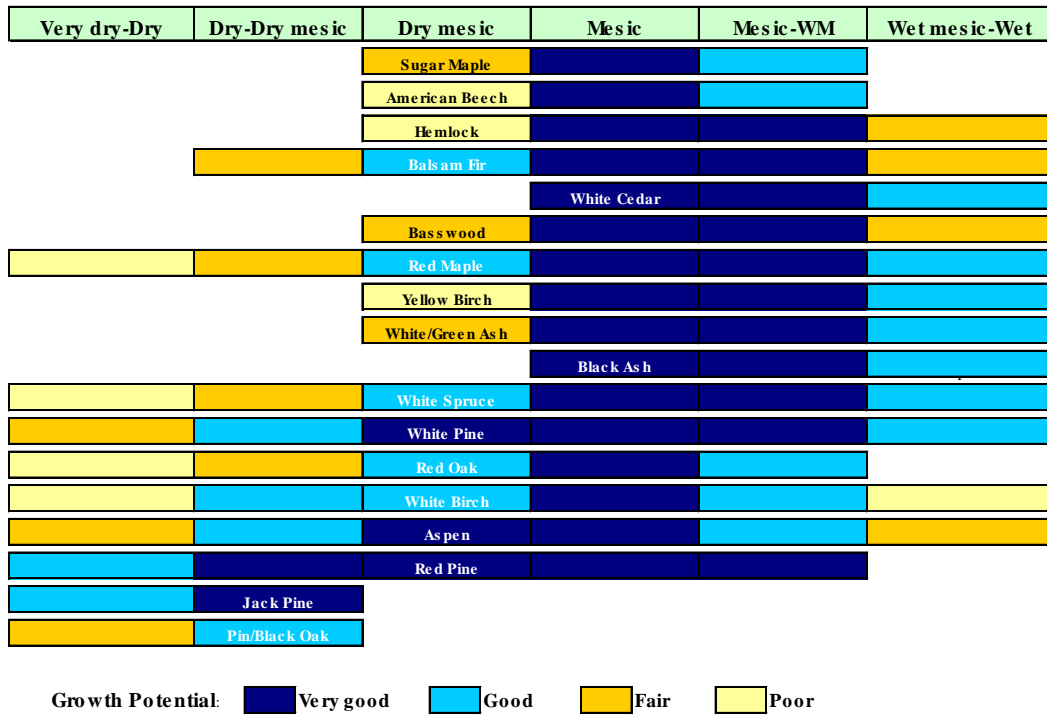 Very dry-Dry Dry-Dry mesic Dry mesic Mesic Mesic-WM Wet mesic-Wet
Sugar Maple
American Beech
Hemlock
Balsam Fir
White Cedar
Basswood
Red Maple
Yellow Birch
White/Green Ash
Black Ash
White Spruce
White Pine
Red Oak
White Birch
Aspen
Red Pine
Jack Pine
Pin/Black Oak
Growth Potential: Very good Good Fair Poor